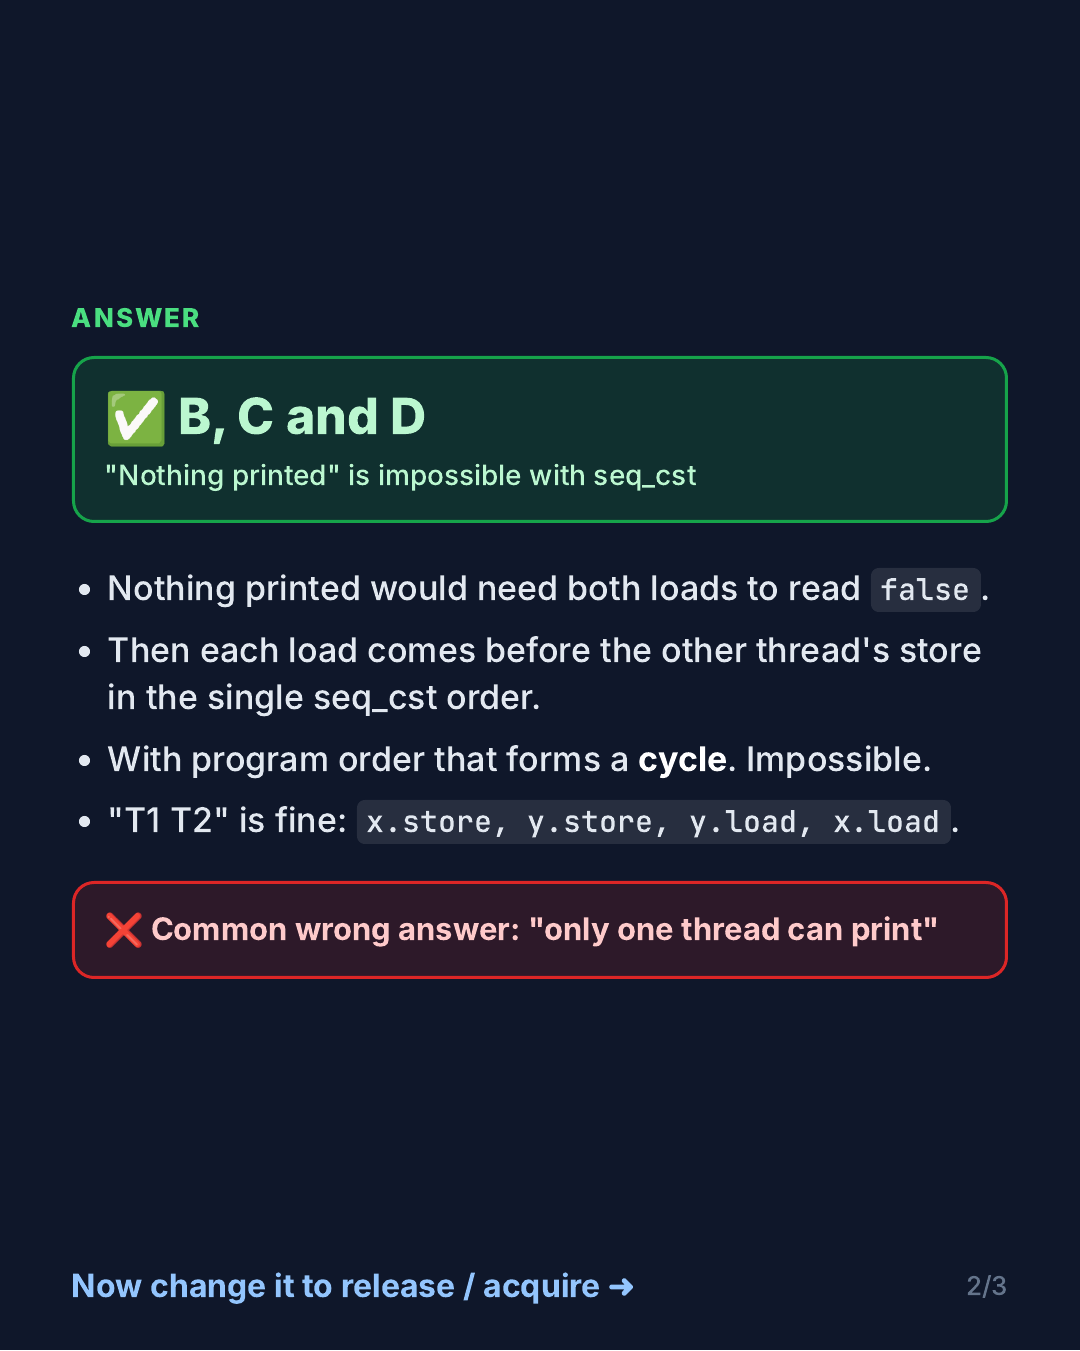 ANSWER
✅ B, C and D
"Nothing printed" is impossible with seq_cst
• Nothing printed would need both loads to read false.
• Then each load comes before the other thread's store
in the single seq_cst order.
• With program order that forms a cycle. Impossible.
• "T1 T2" is fine: x.store, y.store, y.load, x.load.
❌ Common wrong answer: "only one thread can print"
Now change it to release / acquire ➜
2/3